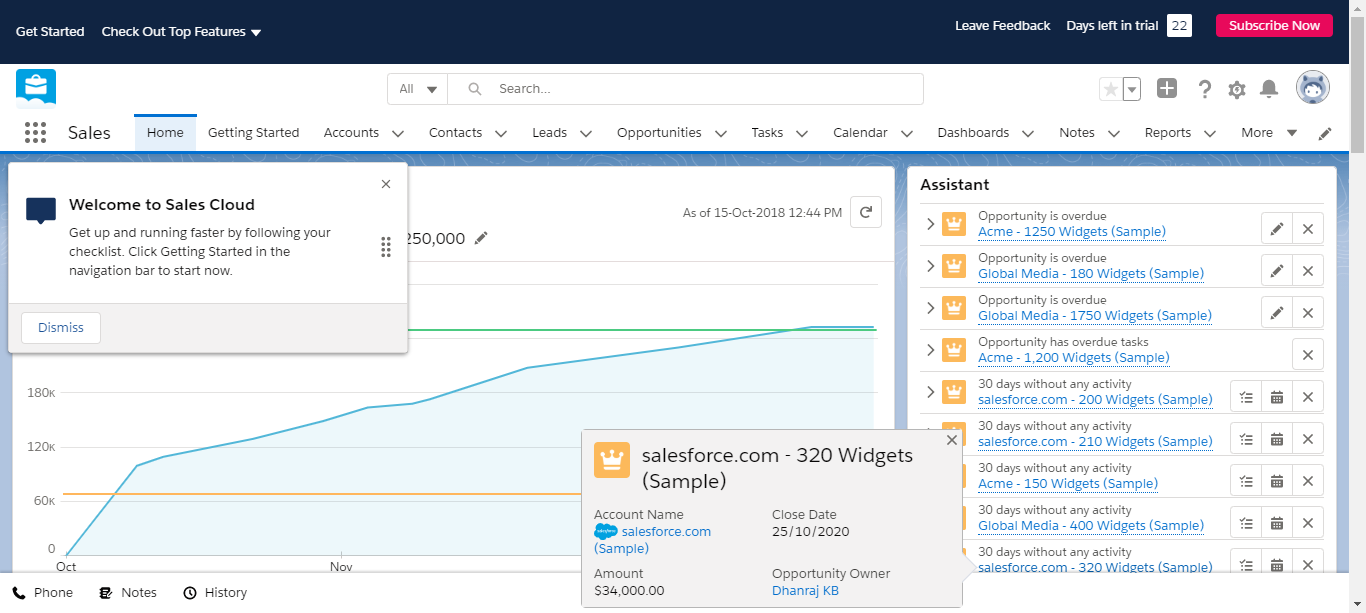 Get Started
Check Out Top Features
Leave Feedback
Days left in trial
22
Subscribe Now
All
Search...
Sales
Home
Getting Started
Accounts
Contacts
Leads
Opportunities
Tasks
Calendar
Dashboards
Notes
Reports
More
Welcome to Sales Cloud
Get up and running faster by following your
checklist. Click Getting Started in the
navigation bar to start now.
Dismiss
As of 15-Oct-2018 12:44 PM
250,000
180K
120K
60K
0
Oct
Nov
Assistant
Opportunity is overdue
Acme - 1250 Widgets (Sample)
Opportunity is overdue
Global Media - 180 Widgets (Sample)
Opportunity is overdue
Global Media - 1750 Widgets (Sample)
Opportunity has overdue tasks
Acme - 1,200 Widgets (Sample)
30 days without any activity
salesforce.com - 200 Widgets (Sample)
30 days without any activity
salesforce.com - 210 Widgets (Sample)
30 days without any activity
Acme - 150 Widgets (Sample)
30 days without any activity
Global Media - 400 Widgets (Sample)
30 days without any activity
salesforce.com - 320 Widgets (Sample)
salesforce.com - 320 Widgets
(Sample)
Account Name
salesforce.com
(Sample)
Close Date
25/10/2020
Amount
$34,000.00
Opportunity Owner
Dhanraj KB
Phone
Notes
History